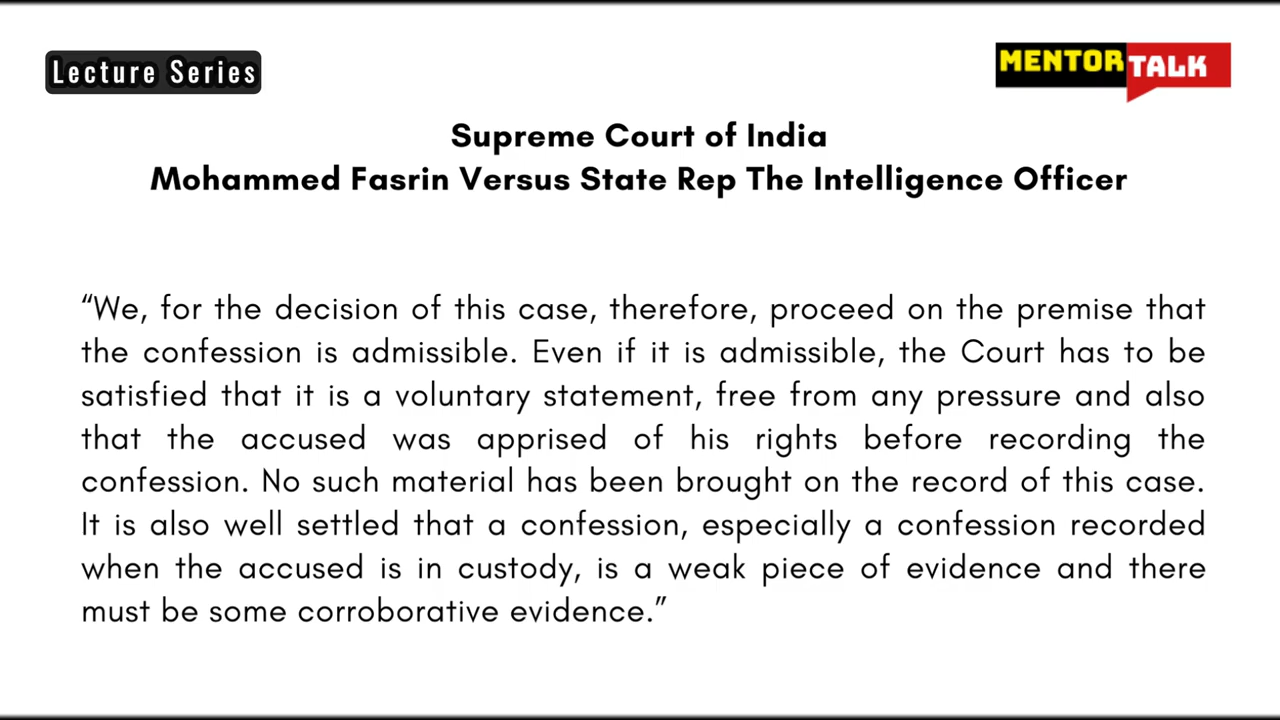 Lecture Series
MENTOR TALK
Supreme Court of India
Mohammed Fasrin Versus State Rep The Intelligence Officer
“We, for the decision of this case, therefore, proceed on the premise that
the confession is admissible. Even if it is admissible, the Court has to be
satisfied that it is a voluntary statement, free from any pressure and also
that the accused was apprised of his rights before recording the
confession. No such material has been brought on the record of this case.
It is also well settled that a confession, especially a confession recorded
when the accused is in custody, is a weak piece of evidence and there
must be some corroborative evidence.”